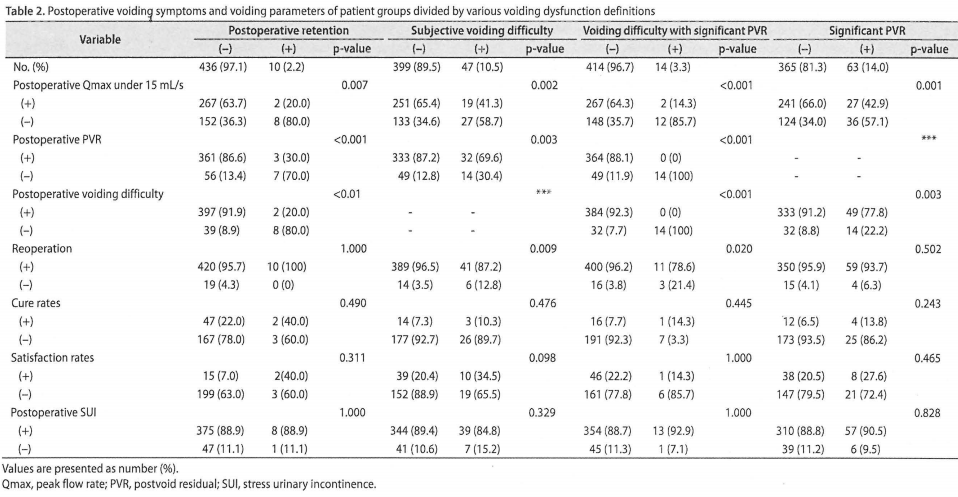 Table 2. Postoperative voiding symptoms and voiding parameters of patient groups divided by various voiding dysfunction definitions
Variable Postoperative retention Subjective voiding difficulty Voiding difficulty with significant PVR Significant PVR
(−) (+) p-value (−) (+) p-value (−) (+) p-value (−) (+) p-value
No. (%) 436 (97.1) 10 (2.2) 399 (89.5) 47 (10.5) 414 (96.7) 14 (3.3) 365 (81.3) 63 (14.0)
Postoperative Qmax under 15 mL/s 0.007 0.002 <0.001 0.001
(+) 267 (63.7) 2 (20.0) 251 (65.4) 19 (41.3) 267 (64.3) 2 (14.3) 241 (66.0) 27 (42.9)
(−) 152 (36.3) 8 (80.0) 133 (34.6) 27 (58.7) 148 (35.7) 12 (85.7) 124 (34.0) 36 (57.1)
Postoperative PVR <0.001 0.003 <0.001 ***
(+) 361 (86.6) 3 (30.0) 333 (87.2) 32 (69.6) 364 (88.1) 0 (0) - -
(−) 56 (13.4) 7 (70.0) 49 (12.8) 14 (30.4) 49 (11.9) 14 (100) - -
Postoperative voiding difficulty <0.01 *** <0.001 0.003
(+) 397 (91.9) 2 (20.0) - - 384 (92.3) 0 (0) 333 (91.2) 49 (77.8)
(−) 39 (8.9) 8 (80.0) - - 32 (7.7) 14 (100) 32 (8.8) 14 (22.2)
Reoperation 1.000 0.009 0.020 0.502
(+) 420 (95.7) 10 (100) 389 (96.5) 41 (87.2) 400 (96.2) 11 (78.6) 350 (95.9) 59 (93.7)
(−) 19 (4.3) 0 (0) 14 (3.5) 6 (12.8) 16 (3.8) 3 (21.4) 15 (4.1) 4 (6.3)
Cure rates 0.490 0.476 0.445 0.243
(+) 47 (22.0) 2 (40.0) 14 (7.3) 3 (10.3) 16 (7.7) 1 (14.3) 12 (6.5) 4 (13.8)
(−) 167 (78.0) 3 (60.0) 177 (92.7) 26 (89.7) 191 (92.3) 7 (3.3) 173 (93.5) 25 (86.2)
Satisfaction rates 0.311 0.098 1.000 0.465
(+) 15 (7.0) 2(40.0) 39 (20.4) 10 (34.5) 46 (22.2) 1 (14.3) 38 (20.5) 8 (27.6)
(−) 199 (63.0) 3 (60.0) 152 (88.9) 19 (65.5) 161 (77.8) 6 (85.7) 147 (79.5) 21 (72.4)
Postoperative SUI 1.000 0.329 1.000 0.828
(+) 375 (88.9) 8 (88.9) 344 (89.4) 39 (84.8) 354 (88.7) 13 (92.9) 310 (88.8) 57 (90.5)
(−) 47 (11.1) 1 (11.1) 41 (10.6) 7 (15.2) 45 (11.3) 1 (7.1) 39 (11.2) 6 (9.5)
Values are presented as number (%).
Qmax, peak flow rate; PVR, postvoid residual; SUI, stress urinary incontinence.